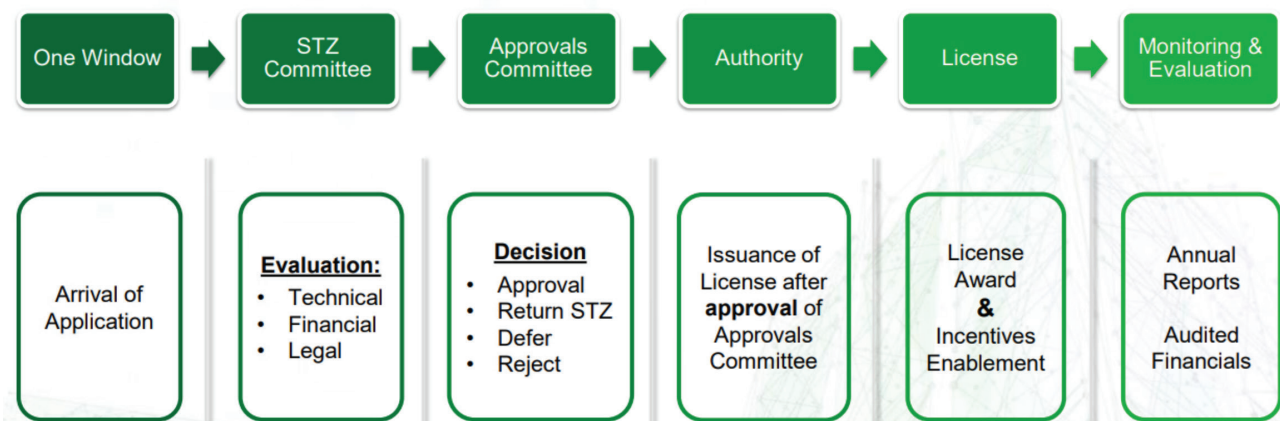 One Window
STZ
Committee
Approvals
Committee
Authority
License
Monitoring &
Evaluation
Arrival of
Application
Evaluation:
• Technical
• Financial
• Legal
Decision
• Approval
• Return STZ
• Defer
• Reject
Issuance of
License after
approval of
Approvals
Committee
License
Award
&
Incentives
Enablement
Annual
Reports
Audited
Financials